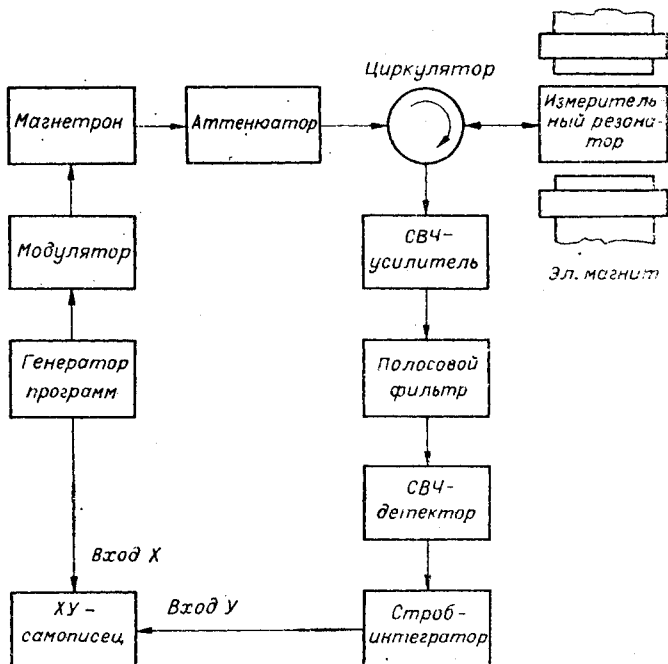 Циркулятор
Магнетрон
Аттенюатор
Измеритель
ный резона-
тор
Модулятор
СВЧ-
усилитель
Эл. магнит
Генератор
программ
Полосовой
фильтр
СВЧ-
детектор
Вход X
XУ-
самописец
Вход У
Строб-
интегратор